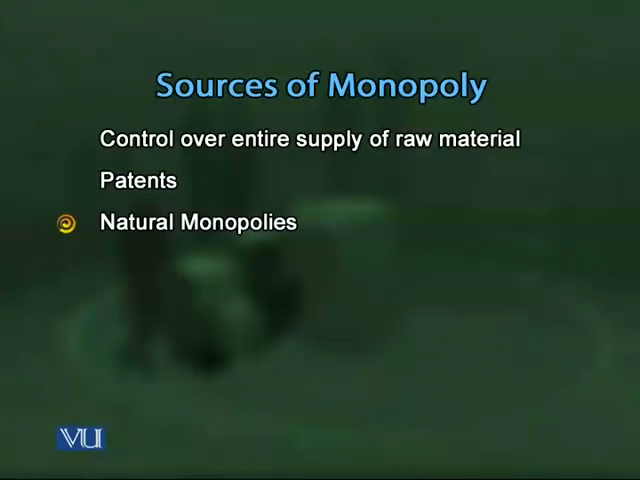 Sources of Monopoly
Control over entire supply of raw material
Patents
Natural Monopolies
VU